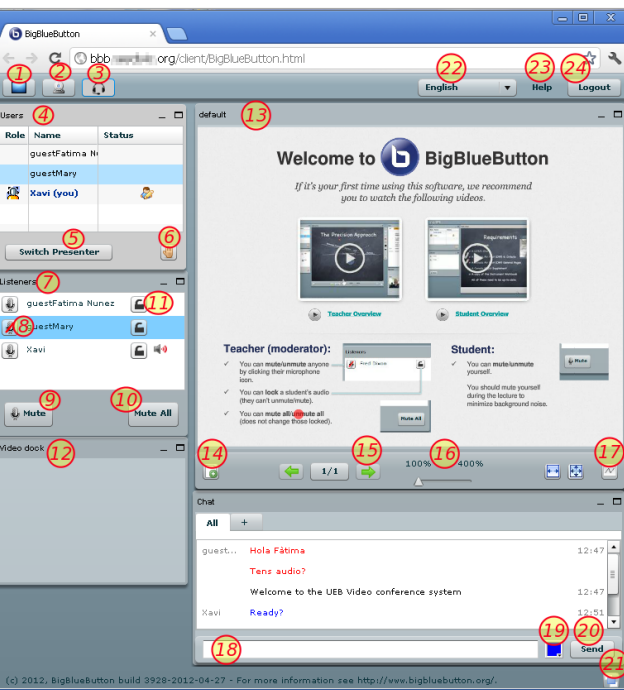 BigBlueButton
bbb org/client/BigBlueButton.html
1
2
3
22
23
24
English
Help
Logout
Users
4
Role Name Status
guestFatima Nu
guestMary
Xavi (you)
5
6
Switch Presenter
Listeners
7
guestFatima Nunez
11
8
guestMary
Xavi
9
10
Mute
Mute All
Video dock
12
default
13
Welcome to BigBlueButton
If it's your first time using this software, we recommend
you to watch the following videos.
The Precision Approach
Requirements
Teacher Overview
Student Overview
Teacher (moderator):
You can mute/unmute anyone
by clicking their microphone
icon.
You can lock a student's audio
(they can't unmute/mute).
You can mute all/unmute all
(does not change those locked).
Listeners
Fred Dixon
Mute All
Student:
You can mute/unmute
yourself.
You should mute yourself
during the lecture to
minimize background noise.
Mute
14
15
16
17
1/1
100%
400%
Chat
All
+
guest... Hola Fàtima 12:47
Tens audio?
Welcome to the UEB Video conference system 12:47
Xavi Ready? 12:51
18
19
20
Send
21
(c) 2012, BigBlueButton build 3928-2012-04-27 - For more information see http://www.bigbluebutton.org/.